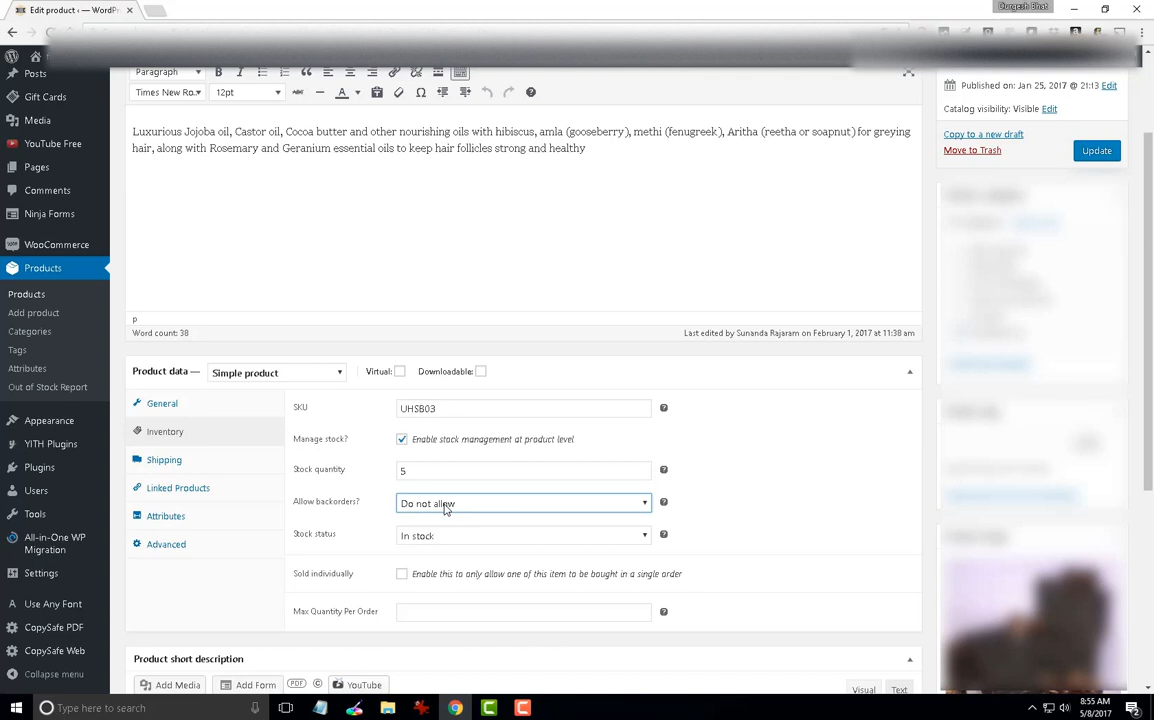 Durgesh Bhat
Edit product ‹ — WordPr
Posts
Gift Cards
Media
YouTube Free
Pages
Comments
Ninja Forms
WooCommerce
Products
Products
Add product
Categories
Tags
Attributes
Out of Stock Report
Appearance
YITH Plugins
Plugins
Users
Tools
All-in-One WP
Migration
Settings
Use Any Font
CopySafe PDF
CopySafe Web
Collapse menu
Paragraph
Times New Ro...
12pt
Luxurious Jojoba oil, Castor oil, Cocoa butter and other nourishing oils with hibiscus, amla (gooseberry), methi (fenugreek), Aritha (reetha or soapnut) for greying
hair, along with Rosemary and Geranium essential oils to keep hair follicles strong and healthy
p
Word count: 38
Last edited by Sunanda Rajaram on February 1, 2017 at 11:38 am
Product data — Simple product Virtual: Downloadable:
General
Inventory
Shipping
Linked Products
Attributes
Advanced
SKU UHSB03
Manage stock? Enable stock management at product level
Stock quantity 5
Allow backorders? Do not allow
Stock status In stock
Sold individually Enable this to only allow one of this item to be bought in a single order
Max Quantity Per Order
Product short description
Add Media Add Form PDF YouTube
Visual Text
Published on: Jan 25, 2017 @ 21:13 Edit
Catalog visibility: Visible Edit
Copy to a new draft
Move to Trash
Update
Type here to search
8:55 AM
5/8/2017
2